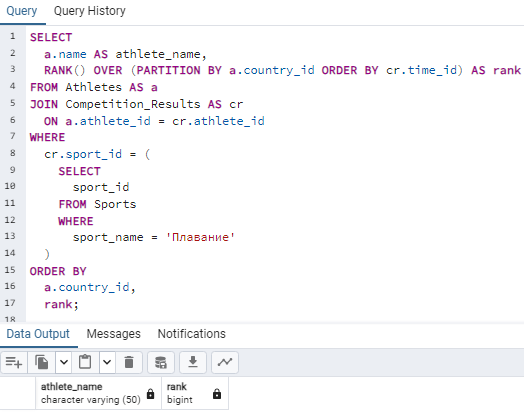 Query Query History
1 SELECT
2 a.name AS athlete_name,
3 RANK() OVER (PARTITION BY a.country_id ORDER BY cr.time_id) AS rank
4 FROM Athletes AS a
5 JOIN Competition_Results AS cr
6 ON a.athlete_id = cr.athlete_id
7 WHERE
8 cr.sport_id = (
9 SELECT
10 sport_id
11 FROM Sports
12 WHERE
13 sport_name = 'Плавание'
14 )
15 ORDER BY
16 a.country_id,
17 rank;
18
Data Output Messages Notifications
athlete_name rank
character varying (50) bigint